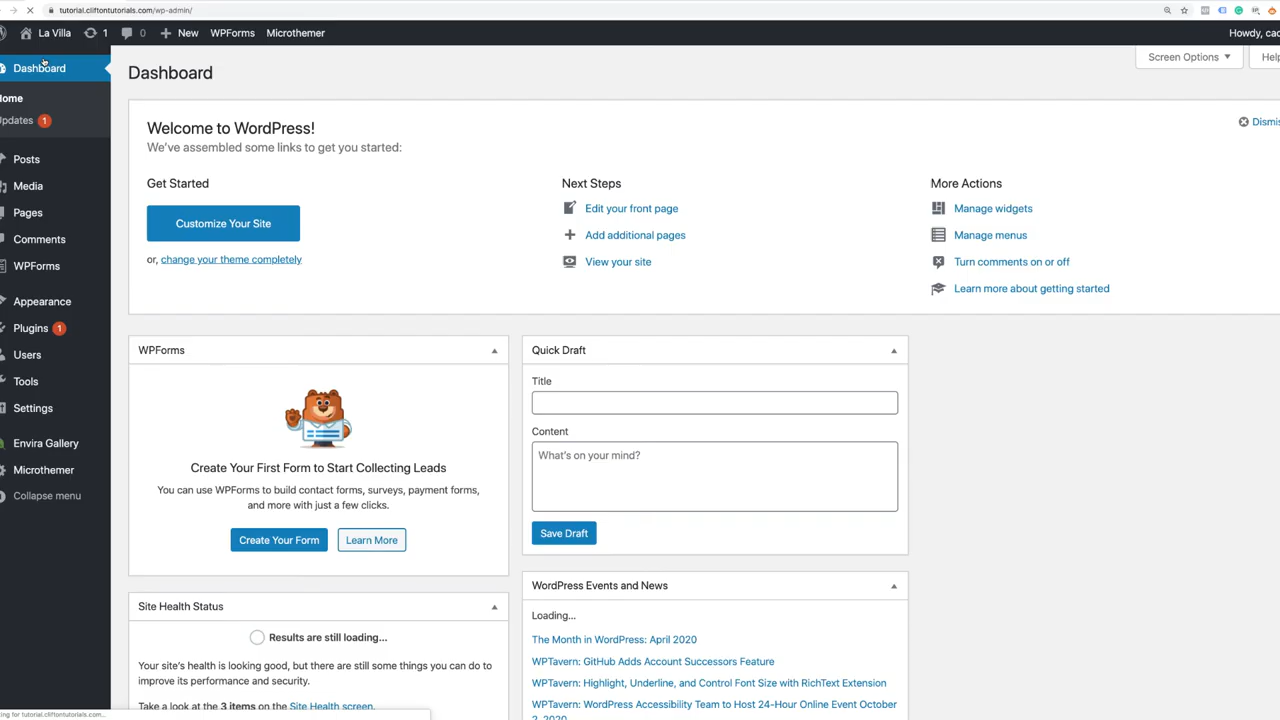 tutorial.cliftontutorials.com/wp-admin/
La Villa 1 0 New WPForms Microthemer Howdy, cac
Dashboard
Home
Updates 1
Posts
Media
Pages
Comments
WPForms
Appearance
Plugins 1
Users
Tools
Settings
Envira Gallery
Microthemer
Collapse menu
Dashboard
Screen Options Help
Welcome to WordPress!
Dismis
We've assembled some links to get you started:
Get Started
Customize Your Site
or, change your theme completely
Next Steps
Edit your front page
Add additional pages
View your site
More Actions
Manage widgets
Manage menus
Turn comments on or off
Learn more about getting started
WPForms
Create Your First Form to Start Collecting Leads
You can use WPForms to build contact forms, surveys, payment forms,
and more with just a few clicks.
Create Your Form Learn More
Site Health Status
Results are still loading...
Your site's health is looking good, but there are still some things you can do to
improve its performance and security.
Take a look at the 3 items on the Site Health screen.
Quick Draft
Title
Content
What's on your mind?
Save Draft
WordPress Events and News
Loading...
The Month in WordPress: April 2020
WPTavern: GitHub Adds Account Successors Feature
WPTavern: Highlight, Underline, and Control Font Size with RichText Extension
WPTavern: WordPress Accessibility Team to Host 24-Hour Online Event October
2, 2020
ing for tutorial.cliftontutorials.com...